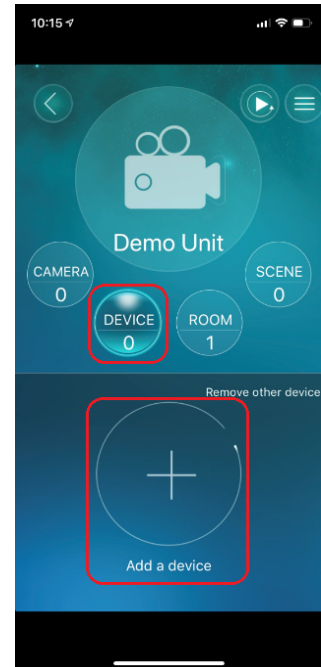 10:15
Demo Unit
CAMERA
0
SCENE
0
DEVICE
0
ROOM
1
Remove other device
Add a device